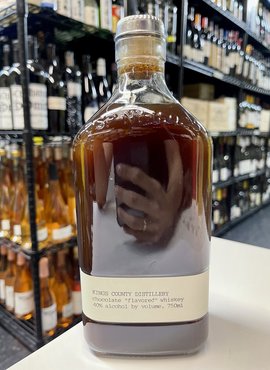 KINGS COUNTY DISTILLERY
chocolate "flavored" whiskey
40% alcohol by volume, 750ml